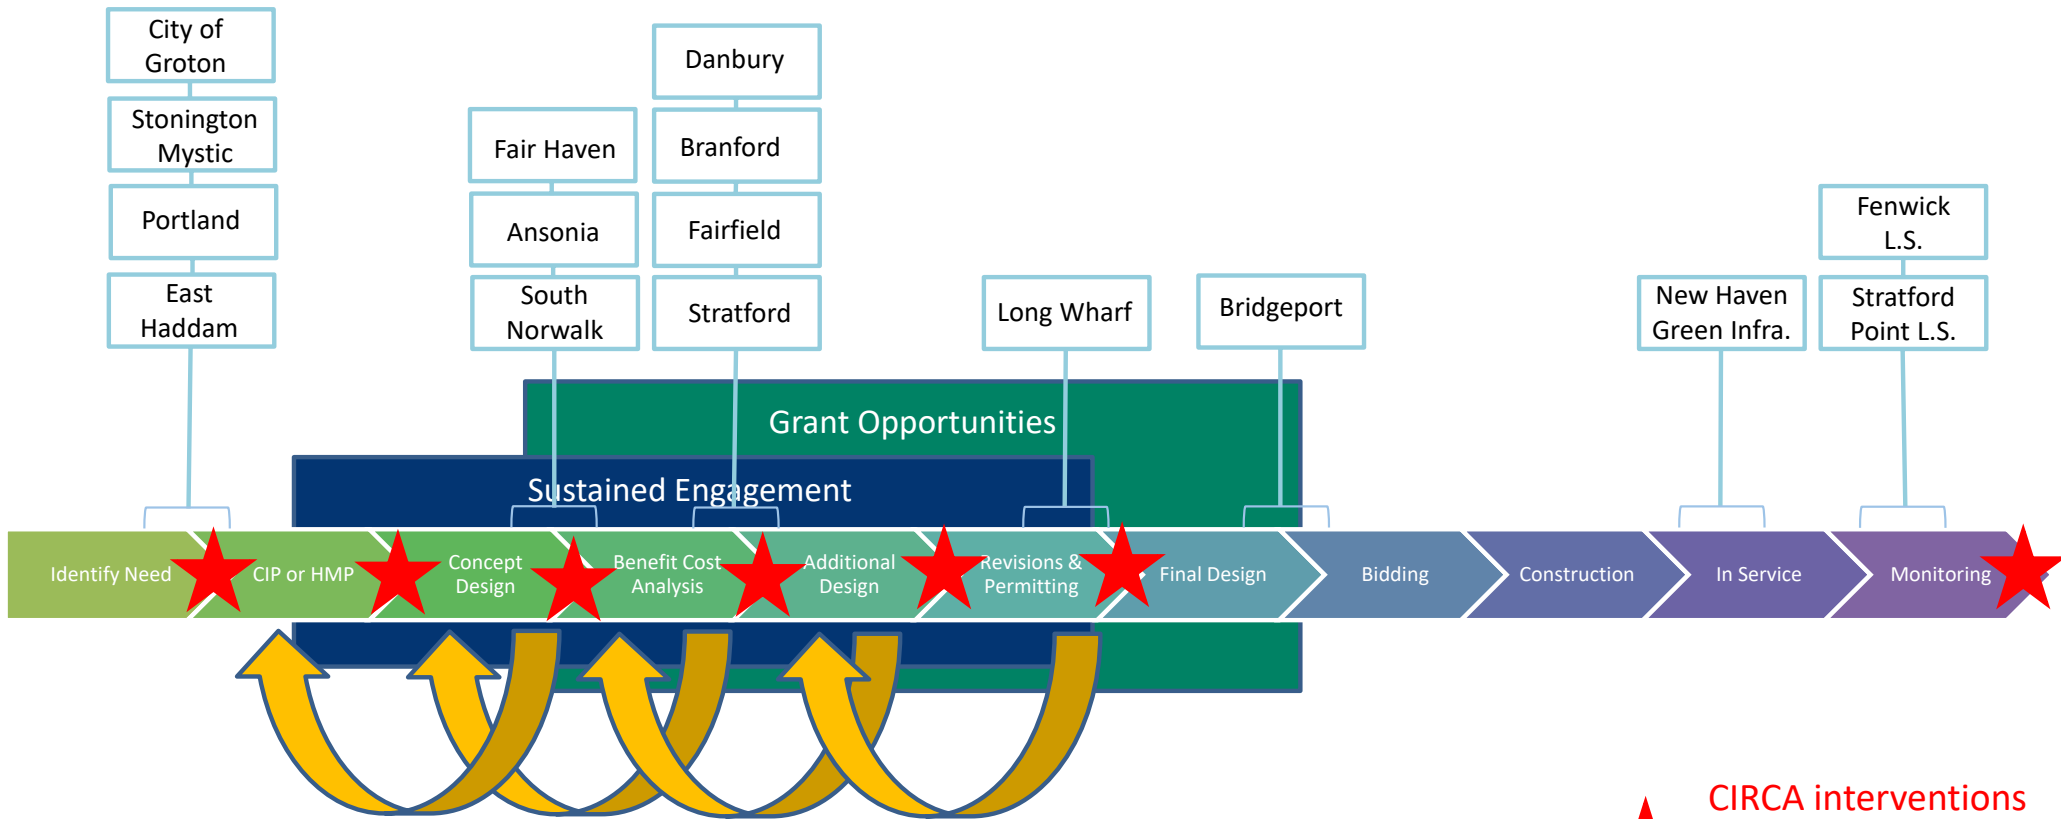 City of
Groton
Stonington
Mystic
Portland
East
Haddam
Fair Haven
Ansonia
South
Norwalk
Danbury
Branford
Fairfield
Stratford
Long Wharf
Bridgeport
New Haven
Green Infra.
Fenwick
L.S.
Stratford
Point L.S.
Grant Opportunities
Sustained Engagement
Identify Need
CIP or HMP
Concept
Design
Benefit Cost
Analysis
Additional
Design
Revisions &
Permitting
Final Design
Bidding
Construction
In Service
Monitoring
CIRCA interventions